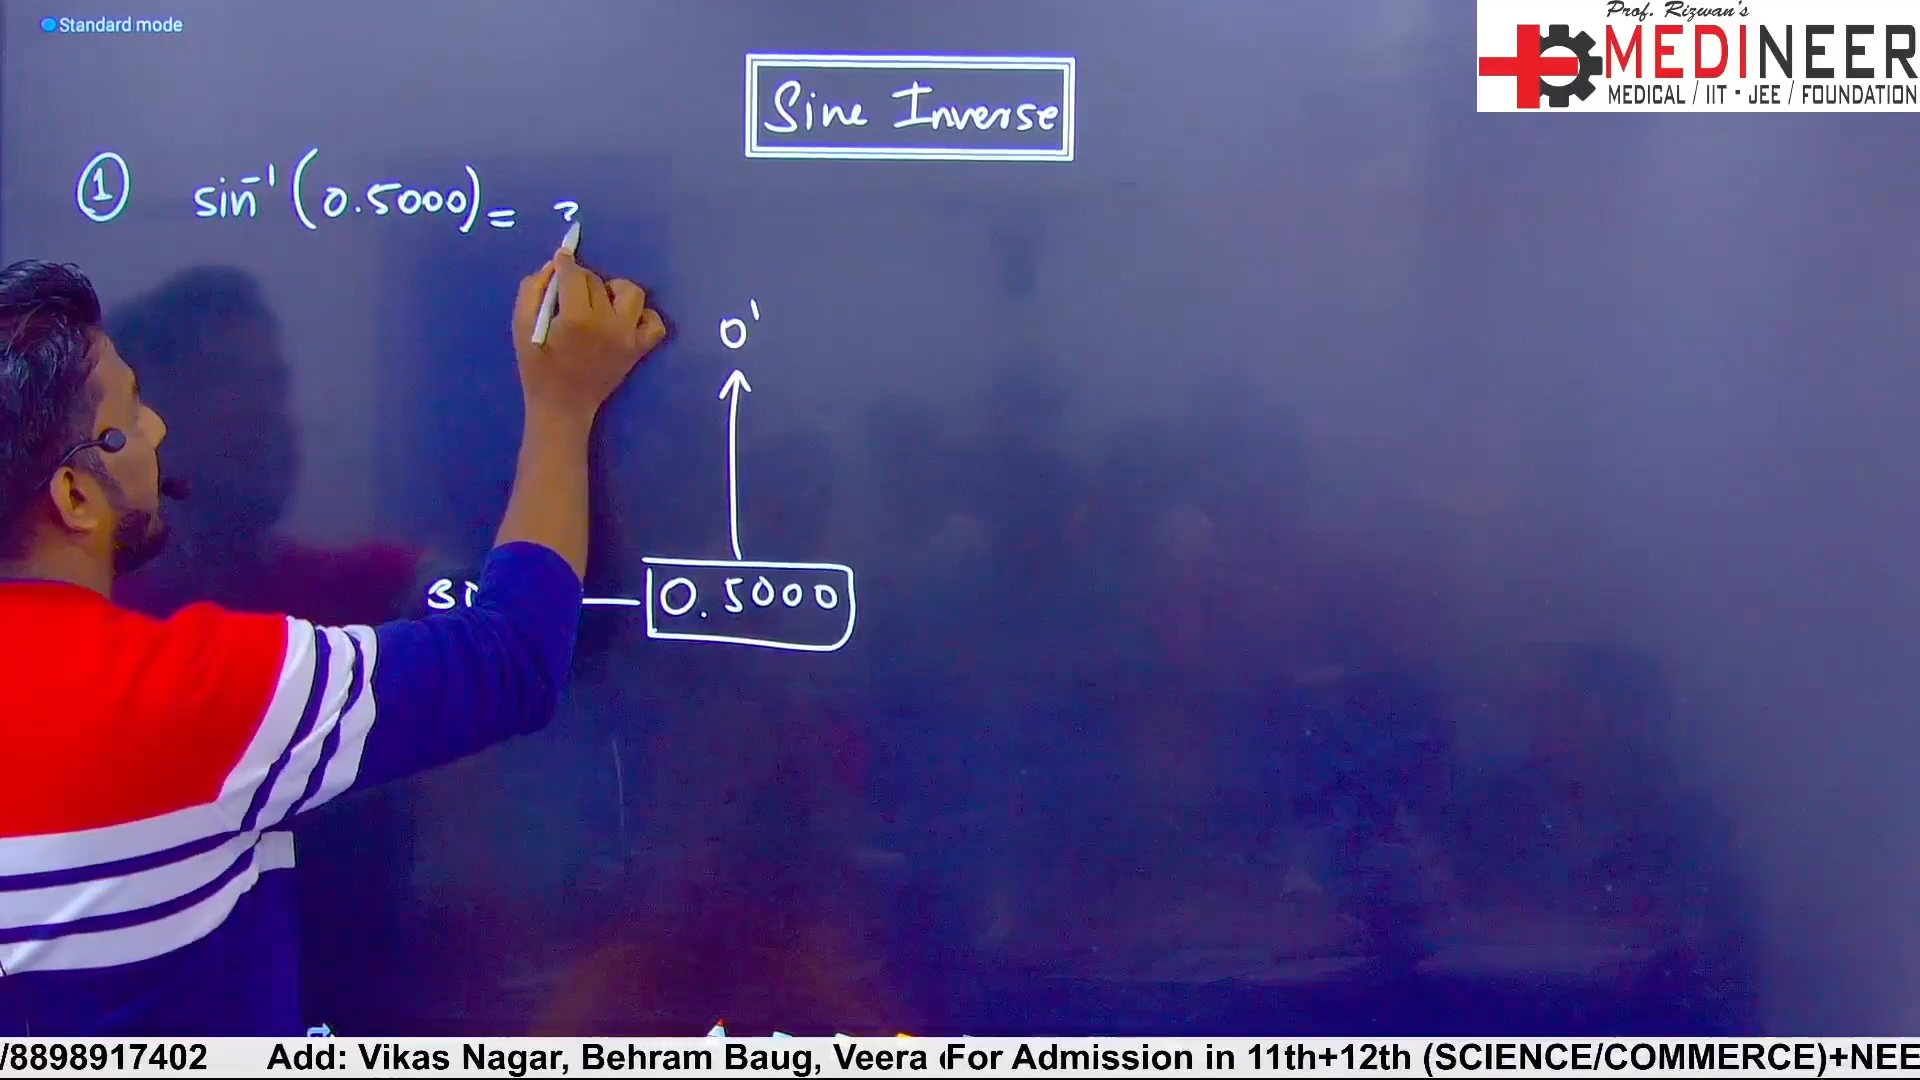 Standard mode
Prof. Rizwan's
MEDINEER
MEDICAL / IIT - JEE / FOUNDATION
Sine Inverse
① sin⁻¹ (0.5000) = ?
0'
0.5000
/8898917402 Add: Vikas Nagar, Behram Baug, Veera For Admission in 11th+12th (SCIENCE/COMMERCE)+NEE